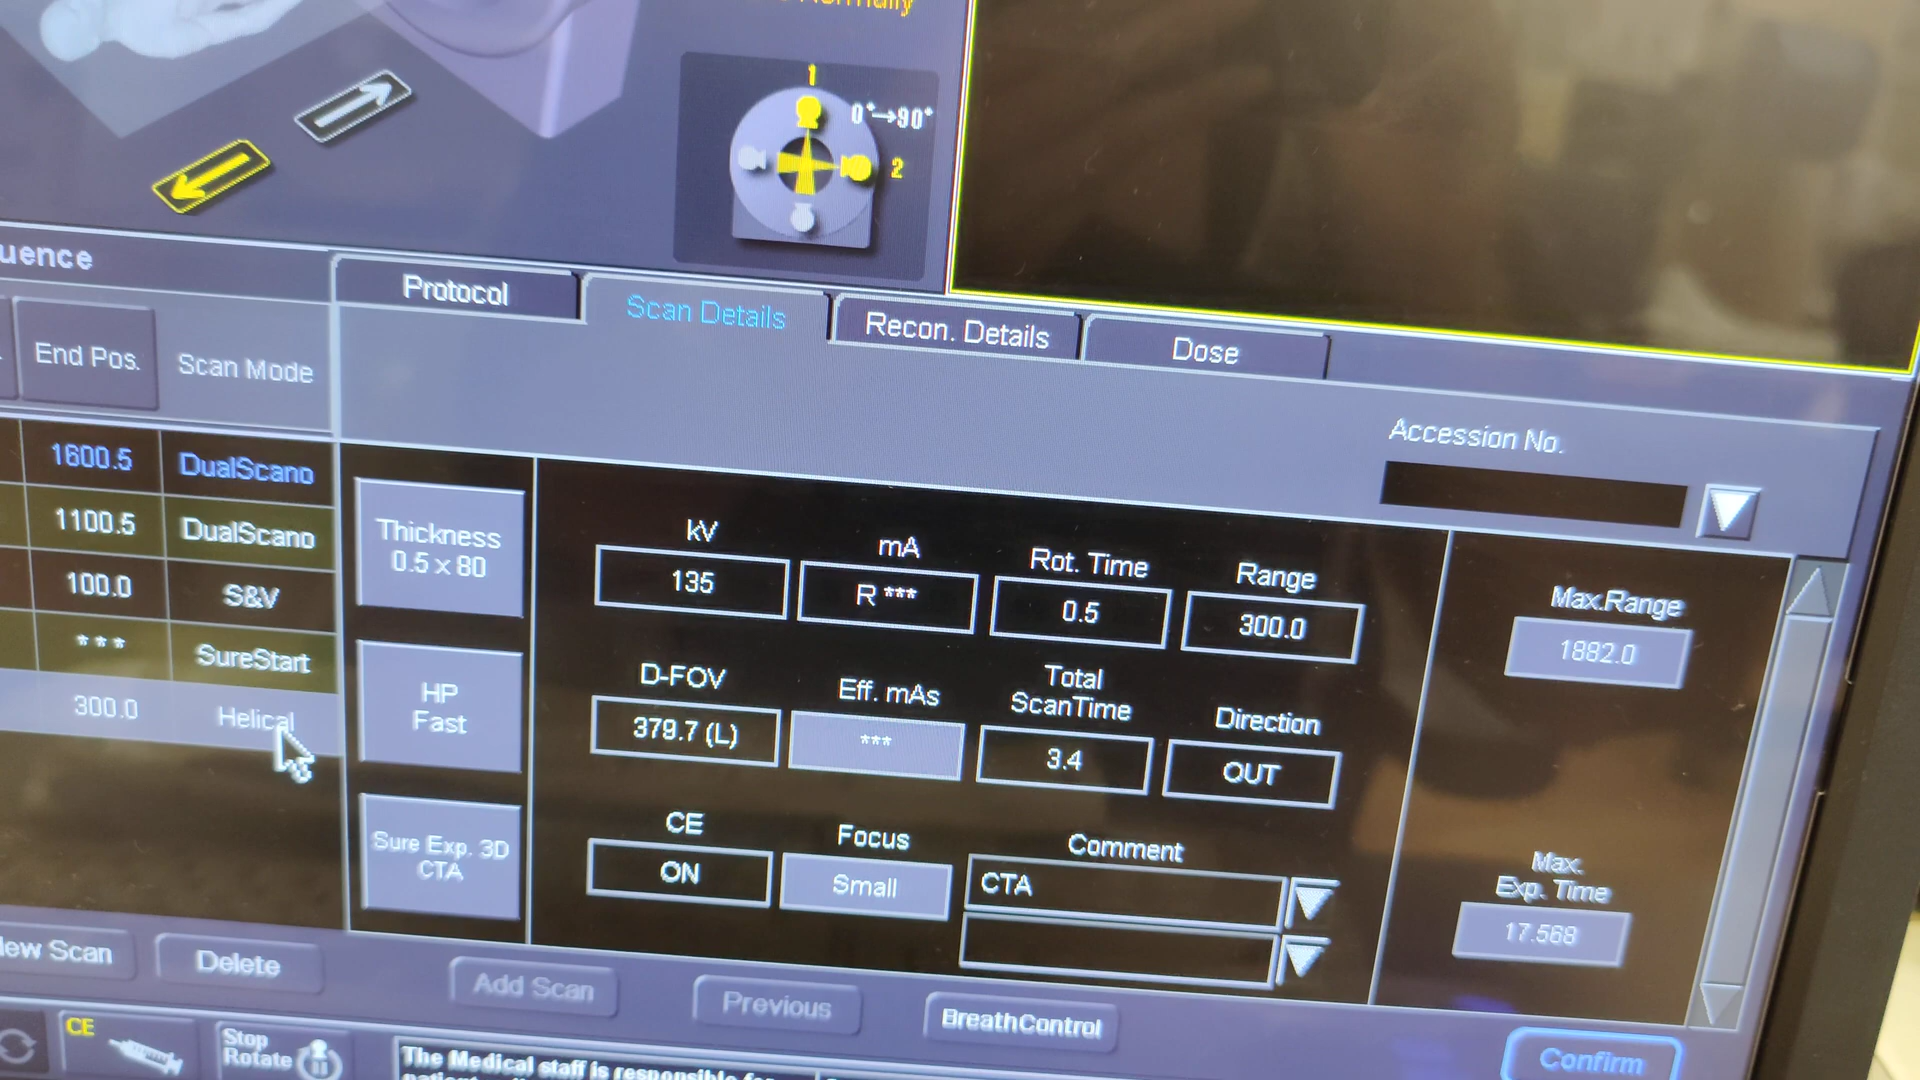 Normally
1
0°→90°
2
uence
Protocol
Scan Details
Recon. Details
Dose
End Pos.
Scan Mode
Accession No.
1600.5
DualScano
1100.5
DualScano
100.0
S&V
***
SureStart
300.0
Helical
Thickness
0.5 x 80
HP
Fast
Sure Exp. 3D
CTA
kV
mA
Rot. Time
Range
135
R ***
0.5
300.0
D-FOV
Eff. mAs
Total
ScanTime
Direction
379.7 (L)
***
3.4
OUT
CE
Focus
Comment
ON
Small
CTA
Max.Range
1882.0
Max.
Exp. Time
17.568
ew Scan
Delete
Add Scan
Previous
BreathControl
Confirm
CE
Stop
Rotate
The Medical staff is responsible for